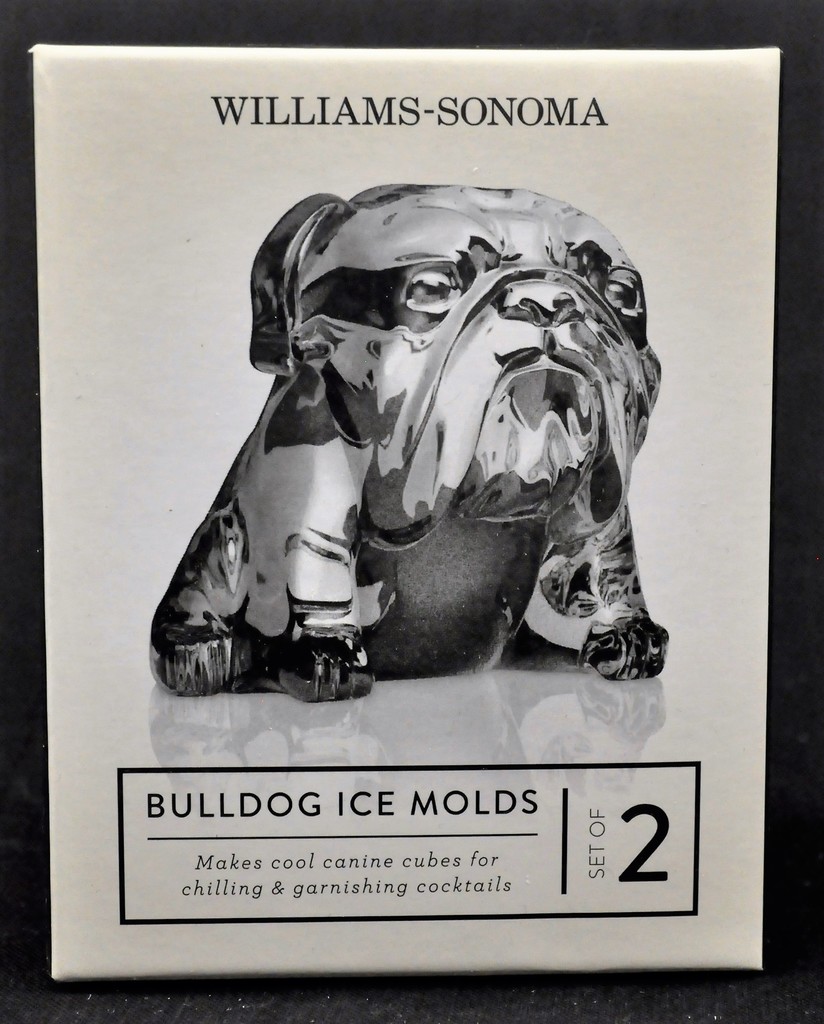 WILLIAMS-SONOMA
BULLDOG ICE MOLDS
Makes cool canine cubes for
chilling & garnishing cocktails
SET OF
2